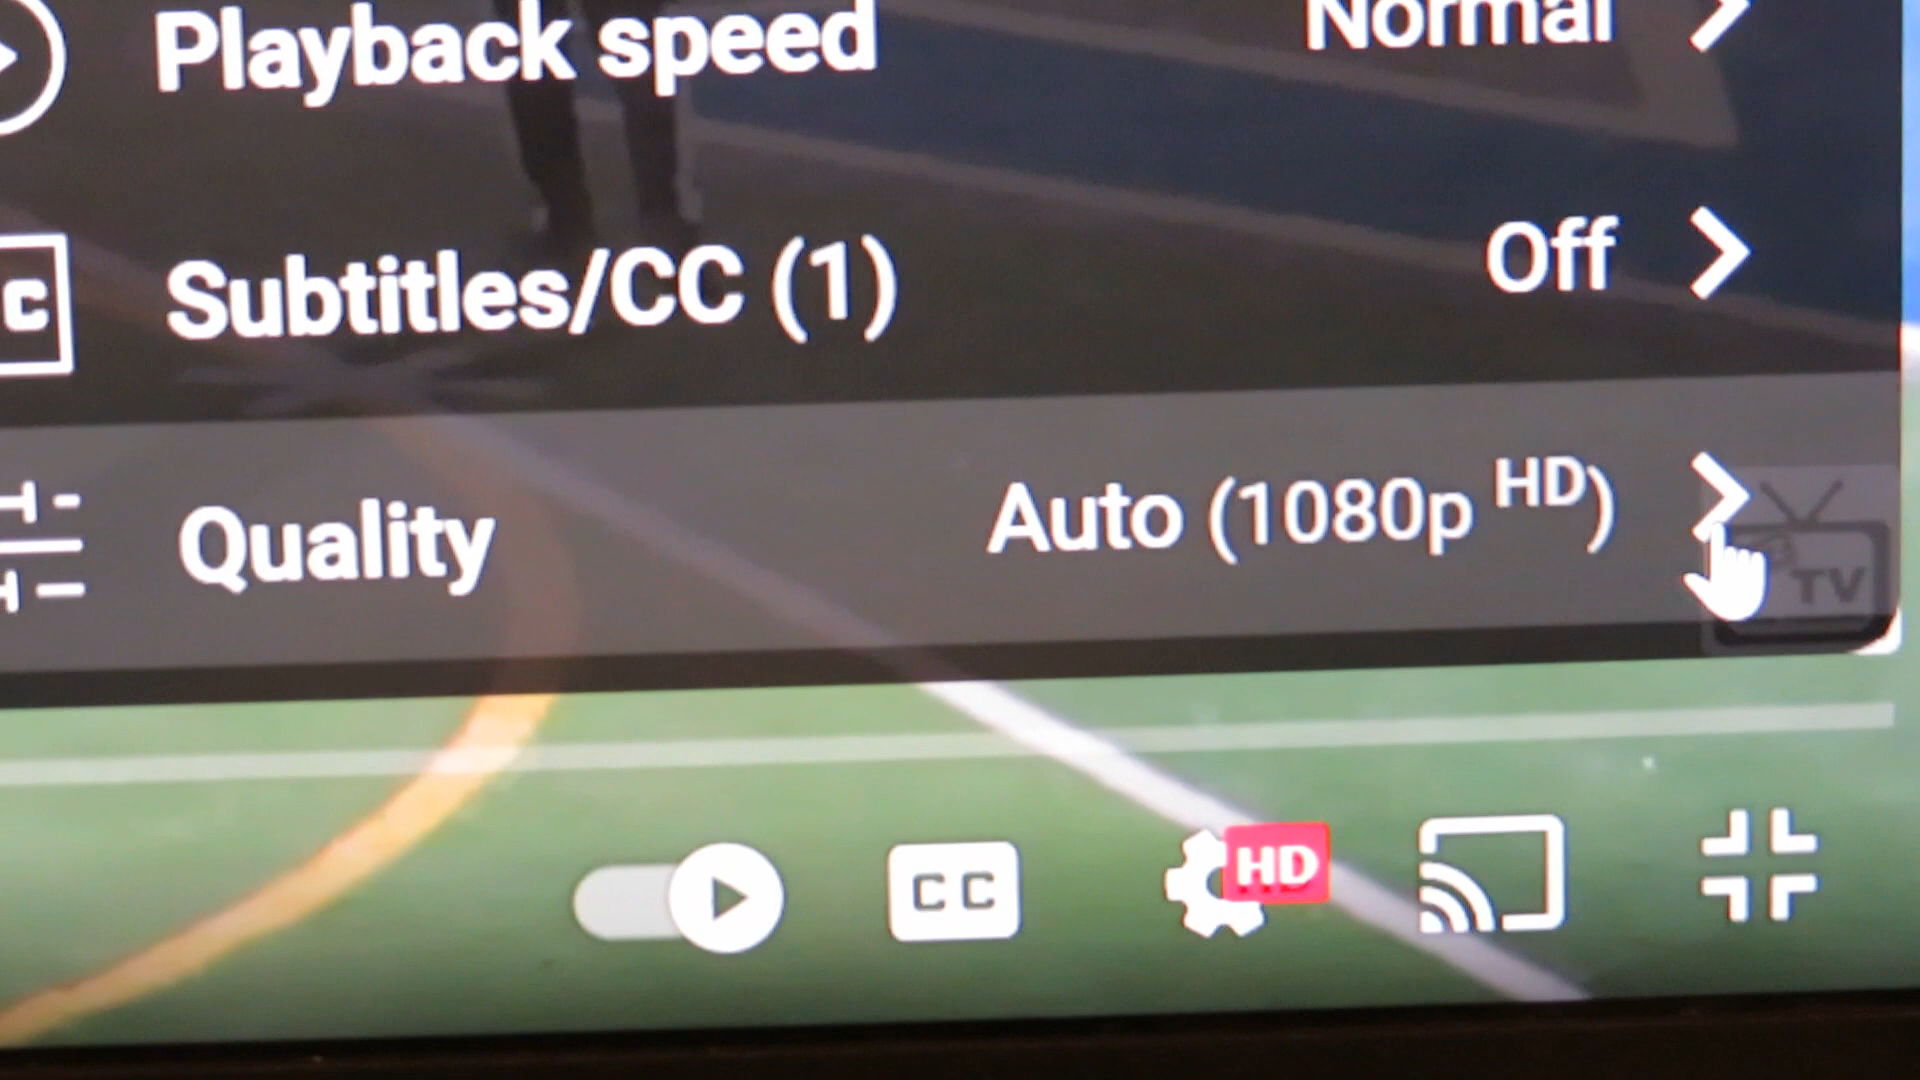 Playback speed Normal
C Subtitles/CC (1) Off
Quality Auto (1080p HD)
TV
CC HD